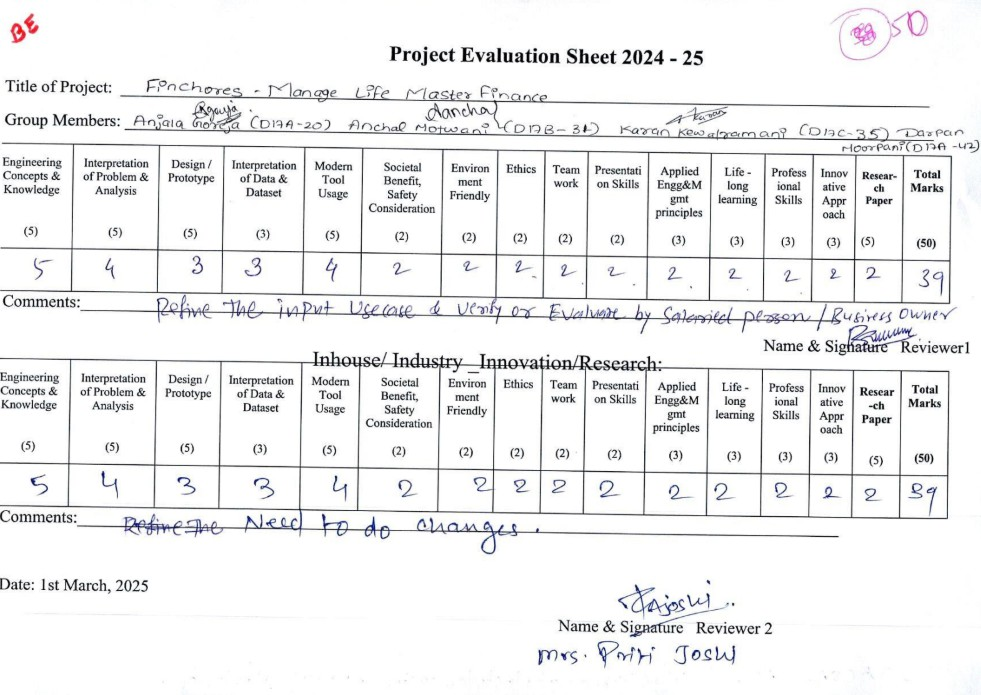 BE
50
Project Evaluation Sheet 2024 - 25
Title of Project: Finchores - Manage Life Master Finance
Group Members: Anjala Goreja (D17A-20) Anchal Motwani (D17B-31) Karan Kewalramani (D17C-35) Darpan
Moorpani (D17A-42)
Engineering Concepts & Knowledge (5) Interpretation of Problem & Analysis (5) Design / Prototype (5) Interpretation of Data & Dataset (3) Modern Tool Usage (5) Societal Benefit, Safety Consideration (2) Environ ment Friendly (2) Ethics (2) Team work (2) Presentati on Skills (2) Applied Engg&M gmt principles (3) Life - long learning (3) Profess ional Skills (3) Innov ative Appr oach (3) Resear- ch Paper (5) Total Marks (50)
5 4 3 3 4 2 2 2 2 2 2 2 2 2 2 39
Comments: Refine The input Usecase & Verify or Evaluate by Salaried person / Business Owner
Name & Signature Reviewer1
Inhouse/ Industry _Innovation/Research:
Engineering Concepts & Knowledge (5) Interpretation of Problem & Analysis (5) Design / Prototype (5) Interpretation of Data & Dataset (3) Modern Tool Usage (5) Societal Benefit, Safety Consideration (2) Environ ment Friendly (2) Ethics (2) Team work (2) Presentati on Skills (2) Applied Engg&M gmt principles (3) Life - long learning (3) Profess ional Skills (3) Innov ative Appr oach (3) Resear -ch Paper (5) Total Marks (50)
5 4 3 3 4 2 2 2 2 2 2 2 2 2 2 39
Comments: Refine The Need to do changes.
Date: 1st March, 2025
Name & Signature Reviewer 2
Mrs. Priti Joshi